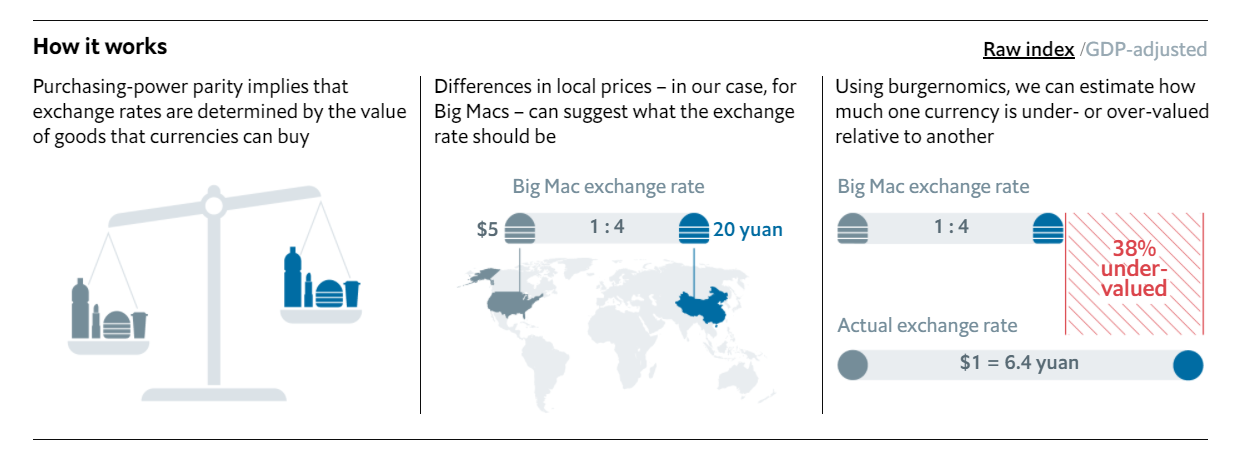 How it works
Raw index /GDP-adjusted
Purchasing-power parity implies that
exchange rates are determined by the value
of goods that currencies can buy
Differences in local prices – in our case, for
Big Macs – can suggest what the exchange
rate should be
Big Mac exchange rate
$5
1 : 4
20 yuan
Using burgernomics, we can estimate how
much one currency is under- or over-valued
relative to another
Big Mac exchange rate
1 : 4
38%
under-
valued
Actual exchange rate
$1 = 6.4 yuan